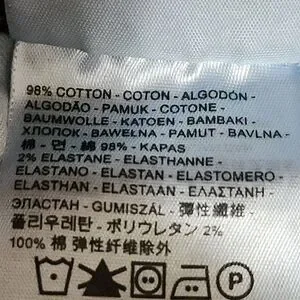 98% COTTON - COTON - ALGODÓN -
ALGODÃO - PAMUK - COTONE -
BAUMWOLLE - KATOEN - BAMBAKI -
ХЛОПОК - BAWEŁNA - PAMUT - BAVLNA -
棉 - 면 - 綿 98% - KAPAS
2% ELASTANE - ELASTHANNE -
ELASTANO - ELASTAN - ELASTOMERO -
ELASTHAN - ELASTAAN - ΕΛΑΣΤΑΝΗ -
ЭЛАСТАН - GUMISZÁL - 彈性纖維 -
폴리우레탄 - ポリウレタン 2%
100% 棉 弹性纤维除外
P